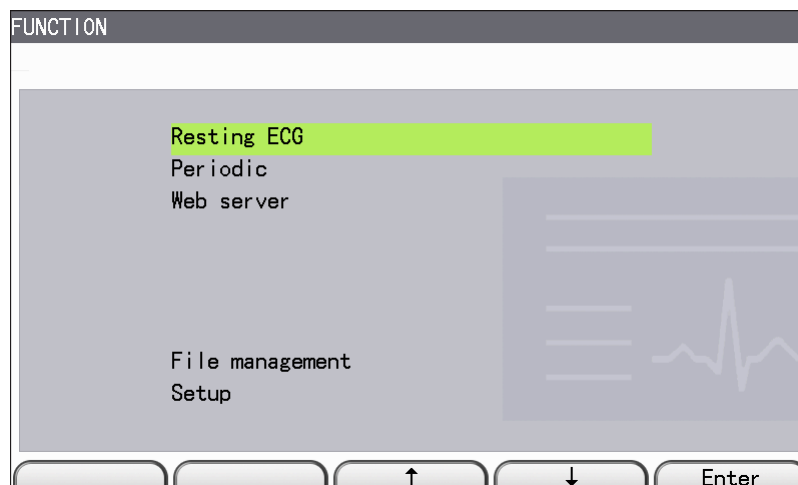 FUNCTION
Resting ECG
Periodic
Web server
File management
Setup
↑ ↓ Enter